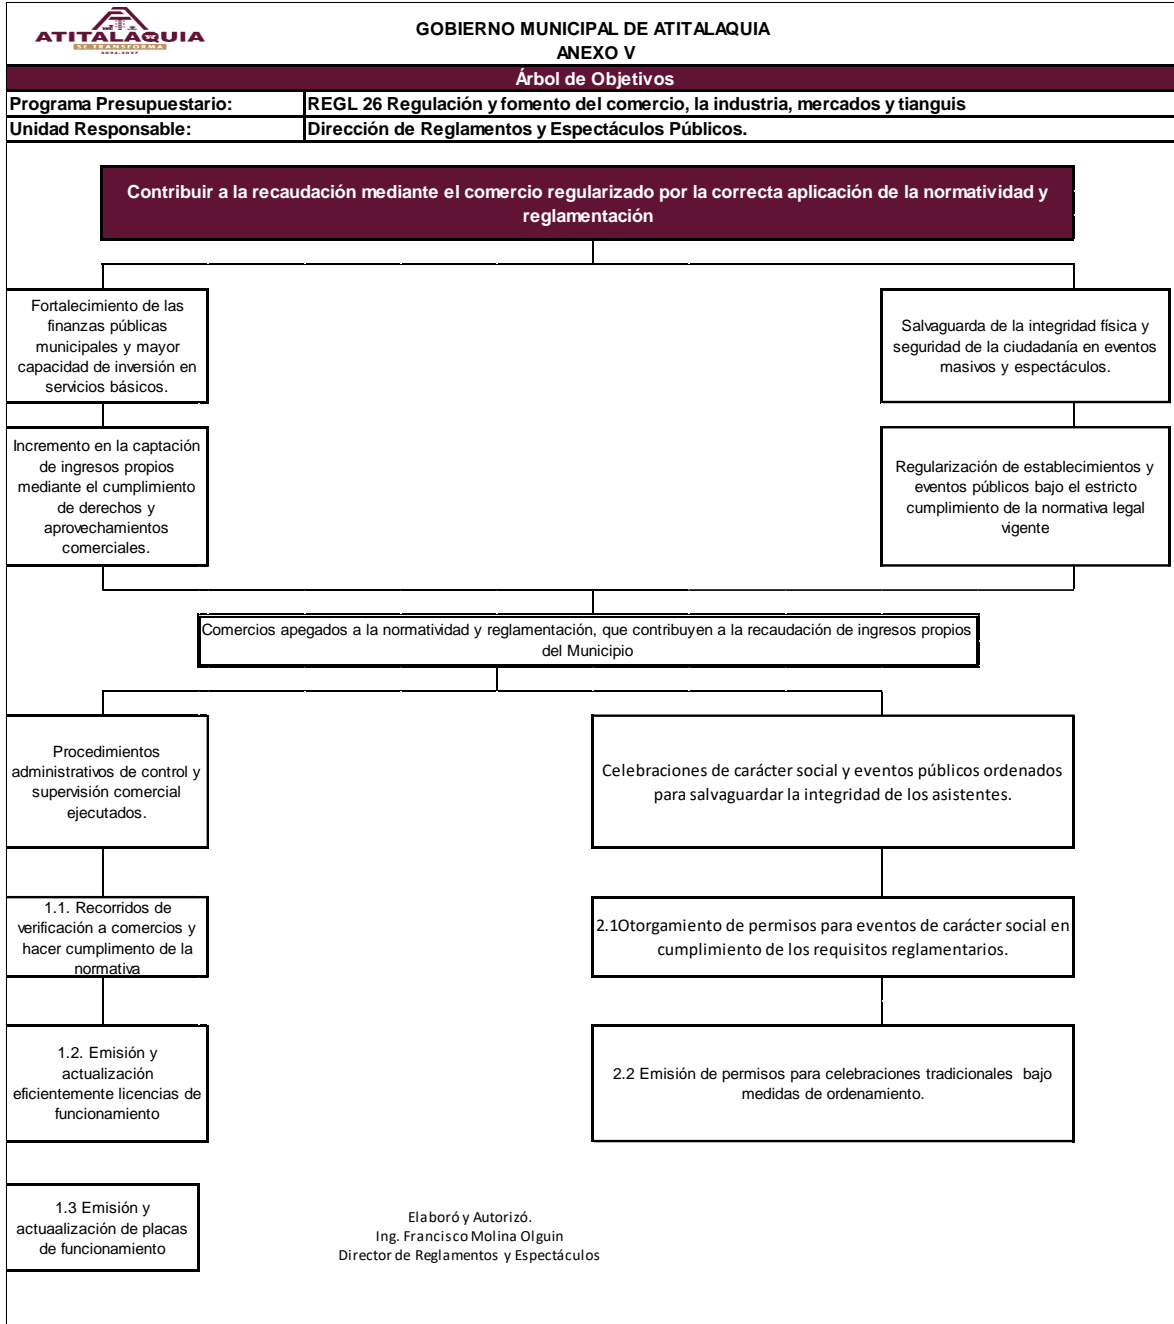 ATITALAQUIA
SE TRANSFORMA
2024-2027
GOBIERNO MUNICIPAL DE ATITALAQUIA
ANEXO V
Árbol de Objetivos
Programa Presupuestario:
REGL 26 Regulación y fomento del comercio, la industria, mercados y tianguis
Unidad Responsable:
Dirección de Reglamentos y Espectáculos Públicos.
Contribuir a la recaudación mediante el comercio regularizado por la correcta aplicación de la normatividad y
reglamentación
Fortalecimiento de las
finanzas públicas
municipales y mayor
capacidad de inversión en
servicios básicos.
Salvaguarda de la integridad física y
seguridad de la ciudadanía en eventos
masivos y espectáculos.
Incremento en la captación
de ingresos propios
mediante el cumplimiento
de derechos y
aprovechamientos
comerciales.
Regularización de establecimientos y
eventos públicos bajo el estricto
cumplimiento de la normativa legal
vigente
Comercios apegados a la normatividad y reglamentación, que contribuyen a la recaudación de ingresos propios
del Municipio
Procedimientos
administrativos de control y
supervisión comercial
ejecutados.
Celebraciones de carácter social y eventos públicos ordenados
para salvaguardar la integridad de los asistentes.
1.1. Recorridos de
verificación a comercios y
hacer cumplimento de la
normativa
2.1Otorgamiento de permisos para eventos de carácter social en
cumplimiento de los requisitos reglamentarios.
1.2. Emisión y
actualización
eficientemente licencias de
funcionamiento
2.2 Emisión de permisos para celebraciones tradicionales bajo
medidas de ordenamiento.
1.3 Emisión y
actuaalización de placas
de funcionamiento
Elaboró y Autorizó.
Ing. Francisco Molina Olguin
Director de Reglamentos y Espectáculos